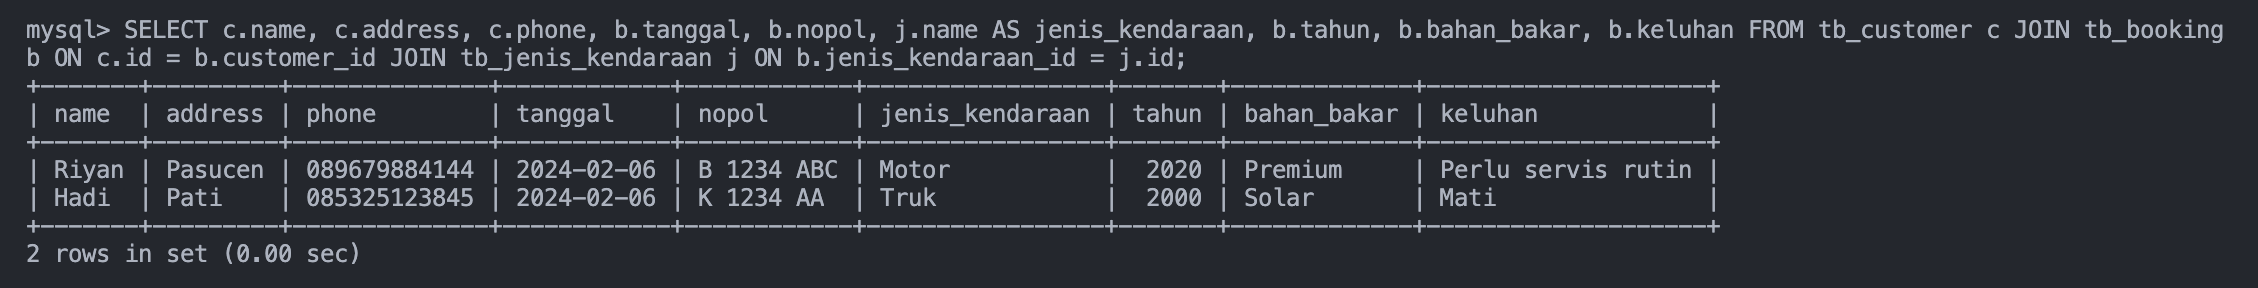 mysql> SELECT c.name, c.address, c.phone, b.tanggal, b.nopol, j.name AS jenis_kendaraan, b.tahun, b.bahan_bakar, b.keluhan FROM tb_customer c JOIN tb_booking
b ON c.id = b.customer_id JOIN tb_jenis_kendaraan j ON b.jenis_kendaraan_id = j.id;
+-------+---------+--------------+------------+------------+-----------------+-------+-------------+--------------------+
| name  | address | phone        | tanggal    | nopol      | jenis_kendaraan | tahun | bahan_bakar | keluhan            |
+-------+---------+--------------+------------+------------+-----------------+-------+-------------+--------------------+
| Riyan | Pasucen | 089679884144 | 2024-02-06 | B 1234 ABC | Motor           |  2020 | Premium     | Perlu servis rutin |
| Hadi  | Pati    | 085325123845 | 2024-02-06 | K 1234 AA  | Truk            |  2000 | Solar       | Mati               |
+-------+---------+--------------+------------+------------+-----------------+-------+-------------+--------------------+
2 rows in set (0.00 sec)